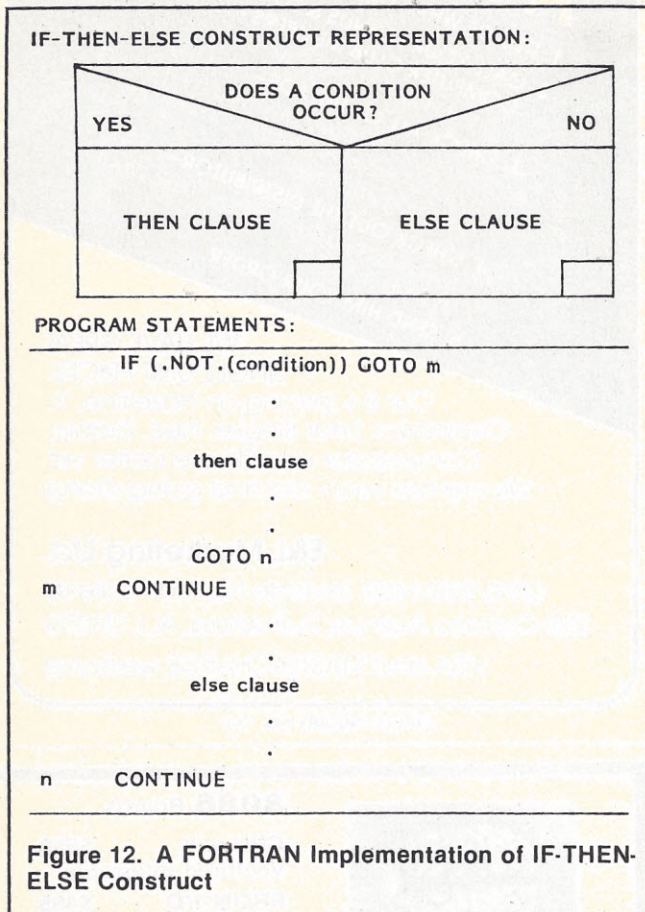 IF-THEN-ELSE CONSTRUCT REPRESENTATION:
DOES A CONDITION
OCCUR?
YES
NO
THEN CLAUSE
ELSE CLAUSE
PROGRAM STATEMENTS:
IF (.NOT.(condition)) GOTO m
.
.
then clause
.
.
GOTO n
m CONTINUE
.
.
else clause
.
.
n CONTINUE
Figure 12. A FORTRAN Implementation of IF-THEN-
ELSE Construct